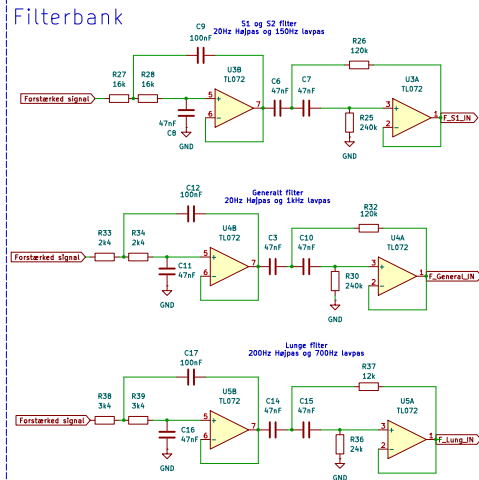 Filterbank
S1 og S2 filter
20Hz Højpas og 150Hz lavpas
C9
100nF
R26
120k
R27
16k
R28
16k
U3B
TL072
C6
47nF
C7
47nF
U3A
TL072
Forstærked signal
5
6
7
3
2
1
F_S1_IN
47nF
C8
R25
240k
GND
GND
Generalt filter
20Hz Højpas og 1kHz lavpas
C12
100nF
R32
120k
R33
2k4
R34
2k4
U4B
TL072
C3
47nF
C10
47nF
U4A
TL072
Forstærked signal
5
6
7
3
2
1
F_General_IN
C11
47nF
R30
240k
GND
GND
Lunge filter
200Hz Højpas og 700Hz lavpas
C17
100nF
R37
12k
R38
3k4
R39
3k4
U5B
TL072
C14
47nF
C15
47nF
U5A
TL072
Forstærked signal
5
6
7
3
2
1
F_Lung_IN
C16
47nF
R36
24k
GND
GND